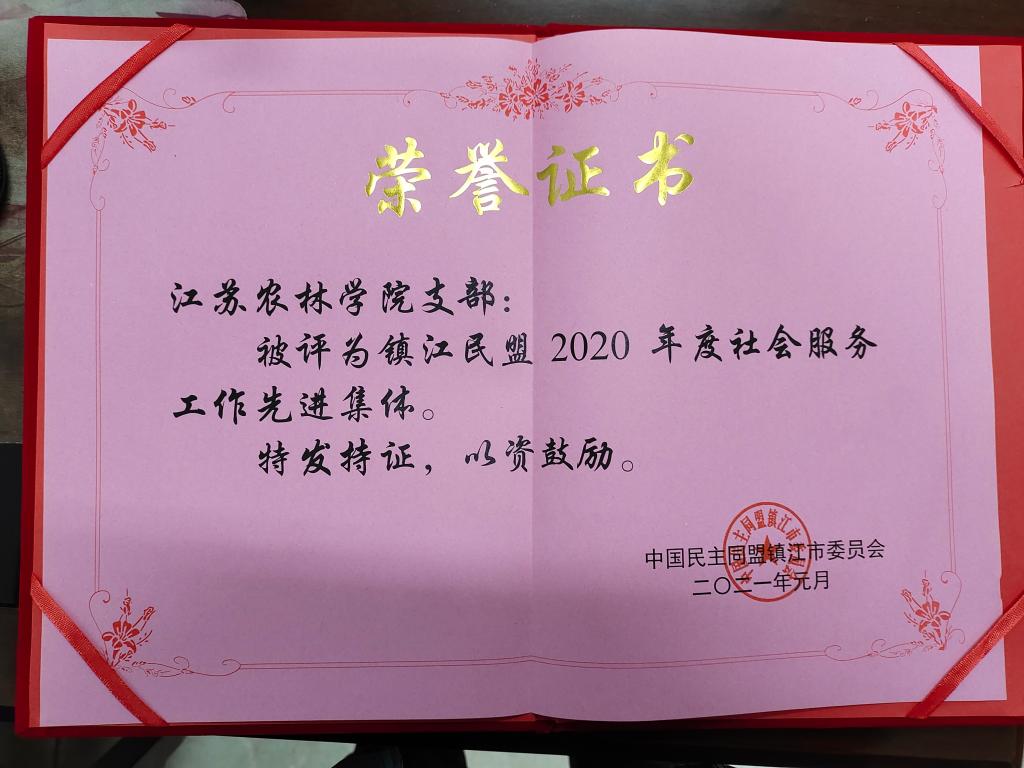 荣誉证书
江苏农林学院支部：
被评为镇江民盟 2020 年度社会服务
工作先进集体。
特发持证，以资鼓励。
中国民主同盟镇江市委员会
二〇二一年元月